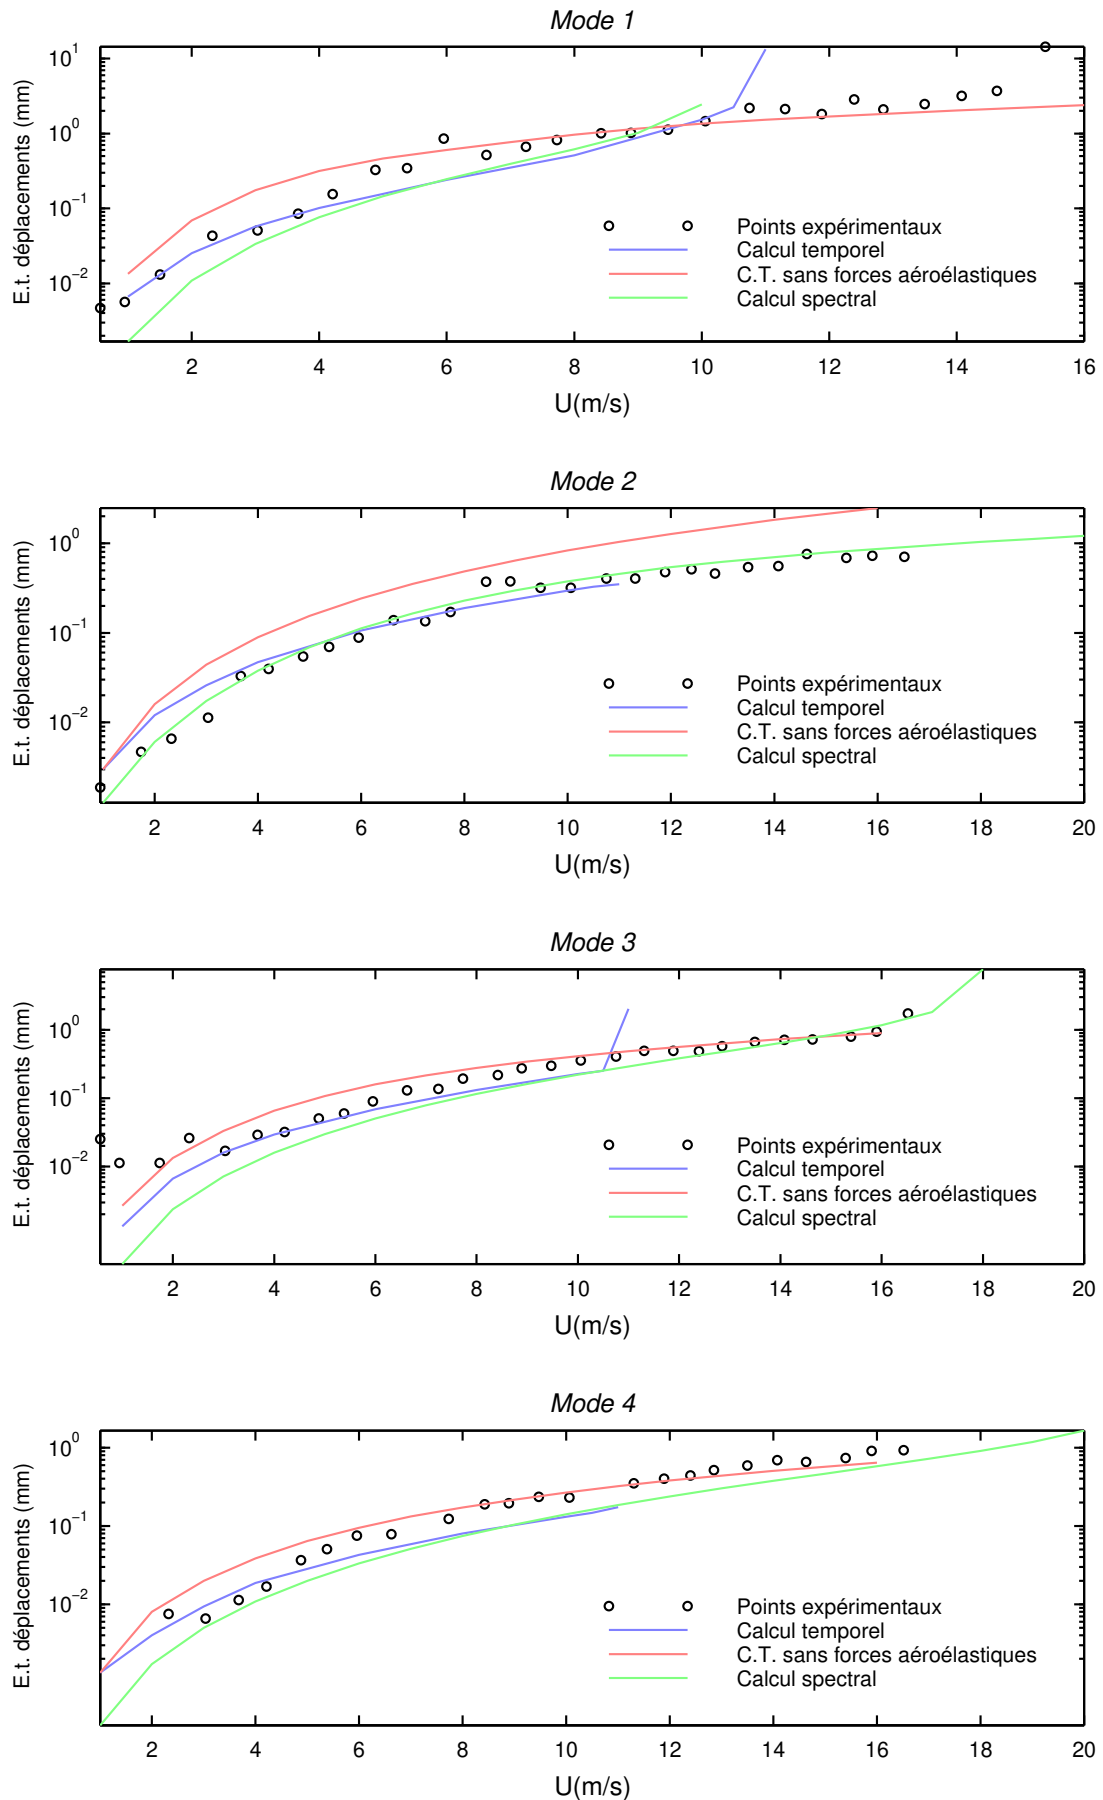 Mode 1
E.t. déplacements (mm)
10^1
10^0
10^−1
10^−2
Points expérimentaux
Calcul temporel
C.T. sans forces aéroélastiques
Calcul spectral
2 4 6 8 10 12 14 16
U(m/s)
Mode 2
E.t. déplacements (mm)
10^0
10^−1
10^−2
Points expérimentaux
Calcul temporel
C.T. sans forces aéroélastiques
Calcul spectral
2 4 6 8 10 12 14 16 18 20
U(m/s)
Mode 3
E.t. déplacements (mm)
10^0
10^−1
10^−2
Points expérimentaux
Calcul temporel
C.T. sans forces aéroélastiques
Calcul spectral
2 4 6 8 10 12 14 16 18 20
U(m/s)
Mode 4
E.t. déplacements (mm)
10^0
10^−1
10^−2
Points expérimentaux
Calcul temporel
C.T. sans forces aéroélastiques
Calcul spectral
2 4 6 8 10 12 14 16 18 20
U(m/s)